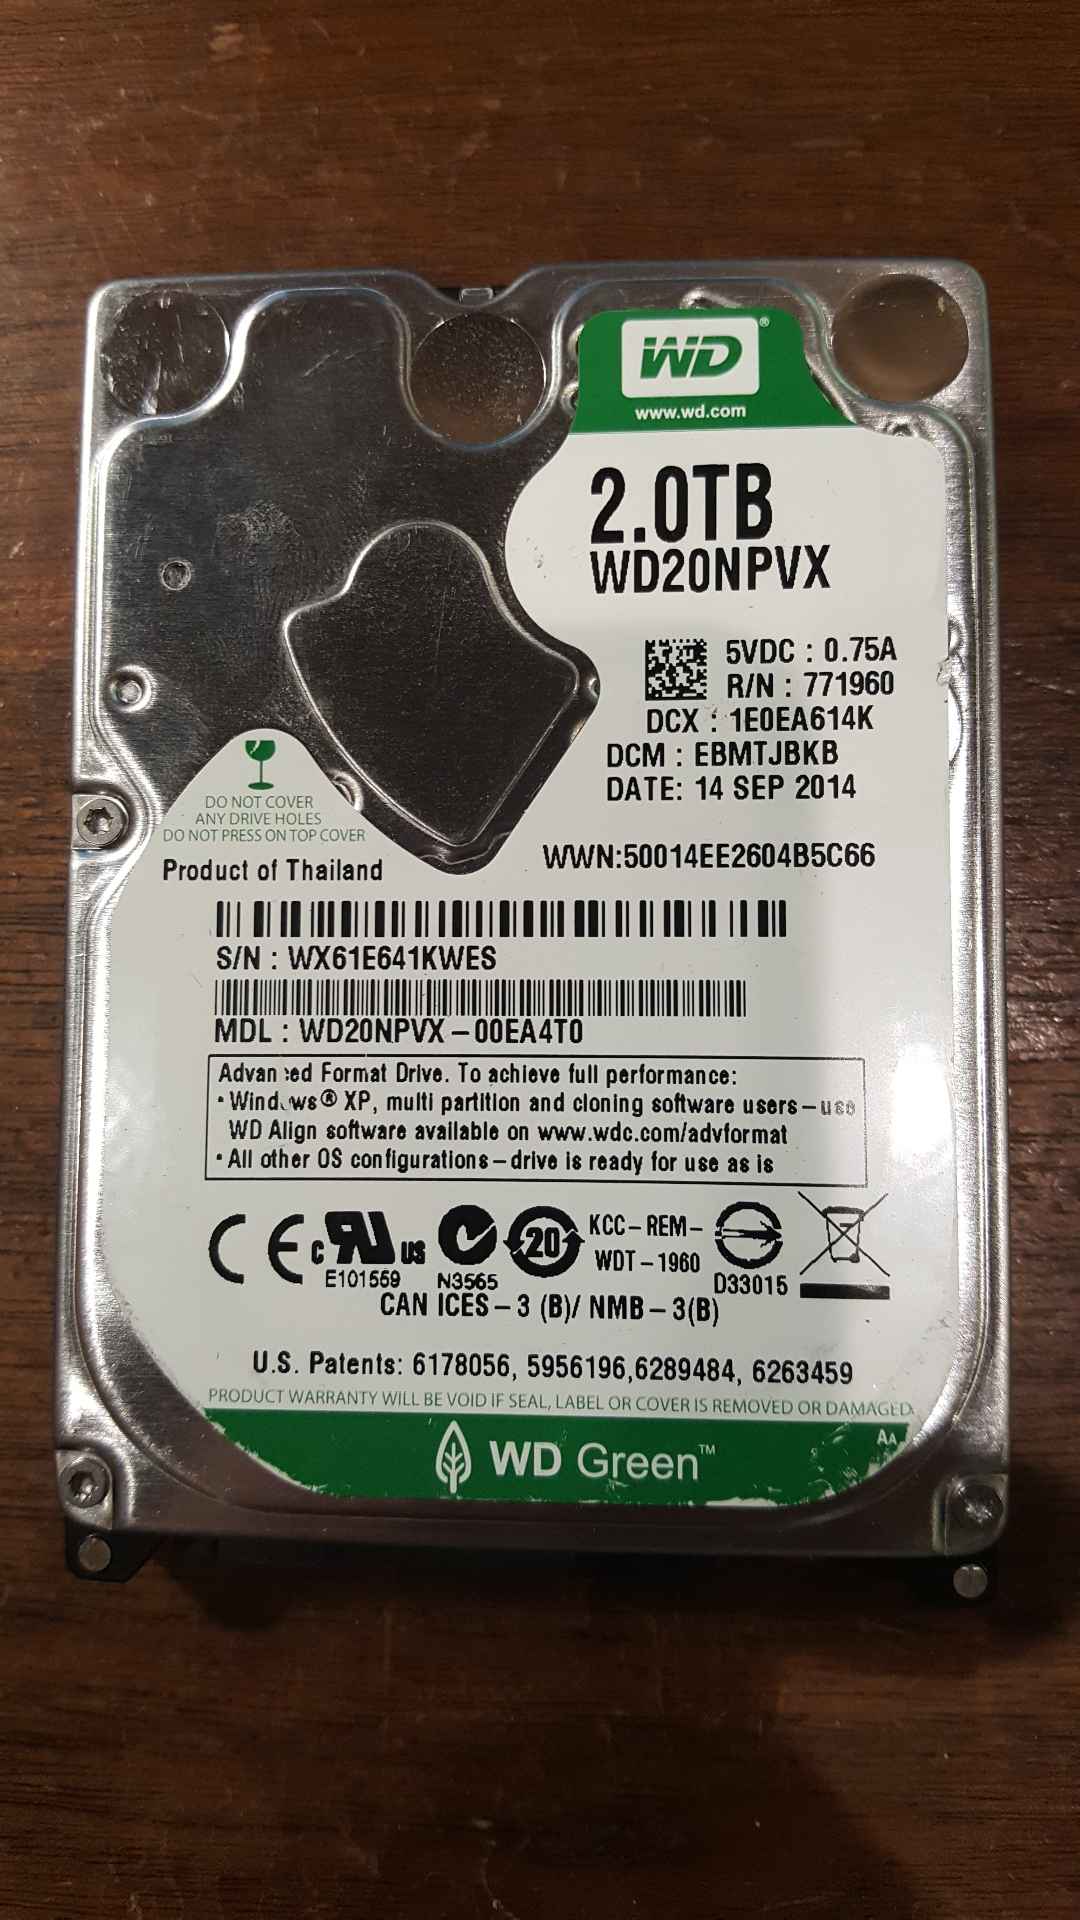 WD®
www.wd.com
2.0TB
WD20NPVX
5VDC : 0.75A
R/N : 771960
DCX : 1E0EA614K
DCM : EBMTJBKB
DATE: 14 SEP 2014
DO NOT COVER
ANY DRIVE HOLES
DO NOT PRESS ON TOP COVER
Product of Thailand
WWN:50014EE2604B5C66
S/N : WX61E641KWES
MDL : WD20NPVX-00EA4T0
Advanced Format Drive. To achieve full performance:
• Windows® XP, multi partition and cloning software users-use
WD Align software available on www.wdc.com/advformat
• All other OS configurations-drive is ready for use as is
CE c RU US
E101559
N3565
20
KCC-REM-
WDT-1960
D33015
CAN ICES-3 (B)/ NMB-3(B)
U.S. Patents: 6178056, 5956196,6289484, 6263459
PRODUCT WARRANTY WILL BE VOID IF SEAL, LABEL OR COVER IS REMOVED OR DAMAGED.
AA
WD Green™